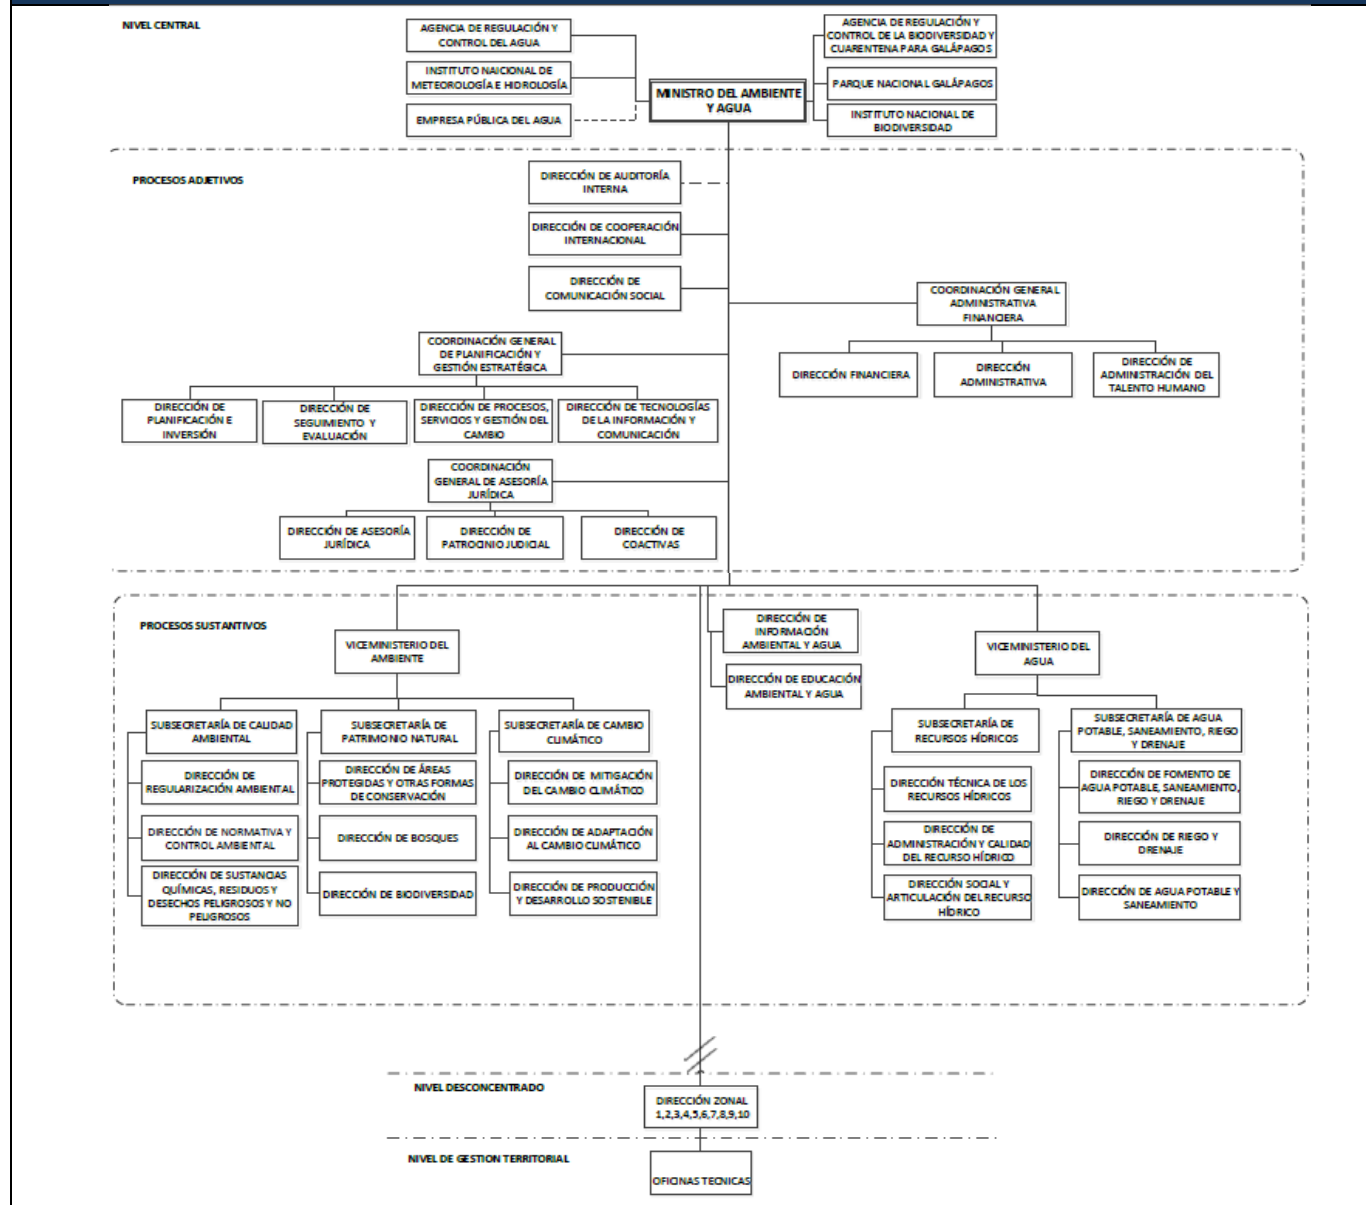 NIVEL CENTRAL
AGENCIA DE REGULACIÓN Y
CONTROL DEL AGUA
INSTITUTO NAICIONAL DE
METEOROLOGÍA E HIDROLOGÍA
EMPRESA PÚBLICA DEL AGUA
MINISTRO DEL AMBIENTE
Y AGUA
AGENCIA DE REGULACIÓN Y
CONTROL DE LA BIODIVERSIDAD Y
CUARENTENA PARA GALÁPAGOS
PARQUE NACIONAL GALÁPAGOS
INSTITUTO NACIONAL DE
BIODIVERSIDAD
PROCESOS ADJETIVOS
DIRECCIÓN DE AUDITORÍA
INTERNA
DIRECCIÓN DE COOPERACIÓN
INTERNACIONAL
DIRECCIÓN DE
COMUNICACIÓN SOCIAL
COORDINACIÓN GENERAL
ADMINISTRATIVA
FINANCIERA
DIRECCIÓN FINANCIERA
DIRECCIÓN
ADMINISTRATIVA
DIRECCIÓN DE
ADMINISTRACIÓN DEL
TALENTO HUMANO
COORDINACIÓN GENERAL
DE PLANIFICACIÓN Y
GESTIÓN ESTRATÉGICA
DIRECCIÓN DE
PLANIFICACIÓN E
INVERSIÓN
DIRECCIÓN DE
SEGUIMIENTO Y
EVALUACIÓN
DIRECCIÓN DE PROCESOS,
SERVICIOS Y GESTIÓN DEL
CAMBIO
DIRECCIÓN DE TECNOLOGÍAS
DE LA INFORMACIÓN Y
COMUNICACIÓN
COORDINACIÓN
GENERAL DE ASESORÍA
JURÍDICA
DIRECCIÓN DE ASESORÍA
JURÍDICA
DIRECCIÓN DE
PATROCINIO JUDICIAL
DIRECCIÓN DE
COACTIVAS
PROCESOS SUSTANTIVOS
VICEMINISTERIO DEL
AMBIENTE
DIRECCIÓN DE
INFORMACIÓN
AMBIENTAL Y AGUA
DIRECCIÓN DE EDUCACIÓN
AMBIENTAL Y AGUA
VICEMINISTERIO DEL
AGUA
SUBSECRETARÍA DE CALIDAD
AMBIENTAL
DIRECCIÓN DE
REGULARIZACIÓN AMBIENTAL
DIRECCIÓN DE NORMATIVA Y
CONTROL AMBIENTAL
DIRECCIÓN DE SUSTANCIAS
QUÍMICAS, RESIDUOS Y
DESECHOS PELIGROSOS Y NO
PELIGROSOS
SUBSECRETARÍA DE
PATRIMONIO NATURAL
DIRECCIÓN DE ÁREAS
PROTEGIDAS Y OTRAS FORMAS
DE CONSERVACIÓN
DIRECCIÓN DE BOSQUES
DIRECCIÓN DE BIODIVERSIDAD
SUBSECRETARÍA DE CAMBIO
CLIMÁTICO
DIRECCIÓN DE MITIGACIÓN
DEL CAMBIO CLIMÁTICO
DIRECCIÓN DE ADAPTACIÓN
AL CAMBIO CLIMÁTICO
DIRECCIÓN DE PRODUCCIÓN
Y DESARROLLO SOSTENIBLE
SUBSECRETARÍA DE
RECURSOS HÍDRICOS
DIRECCIÓN TÉCNICA DE LOS
RECURSOS HÍDRICOS
DIRECCIÓN DE
ADMINISTRACIÓN Y CALIDAD
DEL RECURSO HÍDRICO
DIRECCIÓN SOCIAL Y
ARTICULACIÓN DEL RECURSO
HÍDRICO
SUBSECRETARÍA DE AGUA
POTABLE, SANEAMIENTO, RIEGO
Y DRENAJE
DIRECCIÓN DE FOMENTO DE
AGUA POTABLE, SANEAMIENTO,
RIEGO Y DRENAJE
DIRECCIÓN DE RIEGO Y
DRENAJE
DIRECCIÓN DE AGUA POTABLE Y
SANEAMIENTO
NIVEL DESCONCENTRADO
DIRECCIÓN ZONAL
1,2,3,4,5,6,7,8,9,10
NIVEL DE GESTION TERRITORIAL
OFICINAS TECNICAS